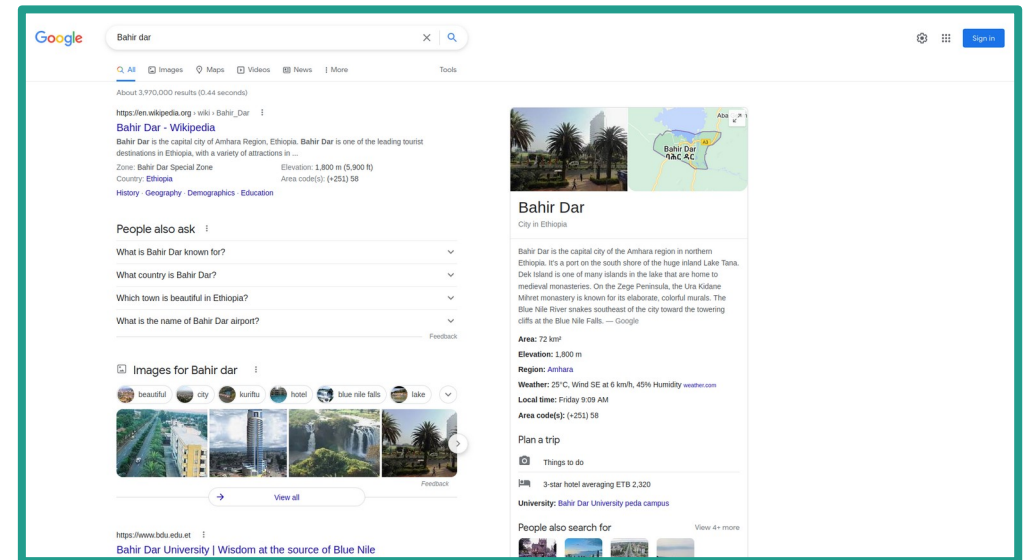 Google
Bahir dar
Sign in
All Images Maps Videos News More Tools
About 3,970,000 results (0.44 seconds)
https://en.wikipedia.org › wiki › Bahir_Dar
Bahir Dar - Wikipedia
Bahir Dar is the capital city of Amhara Region, Ethiopia. Bahir Dar is one of the leading tourist
destinations in Ethiopia, with a variety of attractions in ...
Zone: Bahir Dar Special Zone Elevation: 1,800 m (5,900 ft)
Country: Ethiopia Area code(s): (+251) 58
History · Geography · Demographics · Education
People also ask
What is Bahir Dar known for?
What country is Bahir Dar?
Which town is beautiful in Ethiopia?
What is the name of Bahir Dar airport?
Feedback
Images for Bahir dar
beautiful city kuriftu hotel blue nile falls lake
Feedback
View all
https://www.bdu.edu.et
Bahir Dar University | Wisdom at the source of Blue Nile
A3
Bahir Dar
ባሕር ዳር
Bahir Dar
City in Ethiopia
Bahir Dar is the capital city of the Amhara region in northern
Ethiopia. It's a port on the south shore of the huge inland Lake Tana.
Dek Island is one of many islands in the lake that are home to
medieval monasteries. On the Zege Peninsula, the Ura Kidane
Mihret monastery is known for its elaborate, colorful murals. The
Blue Nile River snakes southeast of the city toward the towering
cliffs at the Blue Nile Falls. — Google
Area: 72 km²
Elevation: 1,800 m
Region: Amhara
Weather: 25°C, Wind SE at 6 km/h, 45% Humidity weather.com
Local time: Friday 9:09 AM
Area code(s): (+251) 58
Plan a trip
Things to do
3-star hotel averaging ETB 2,320
University: Bahir Dar University peda campus
People also search for View 4+ more